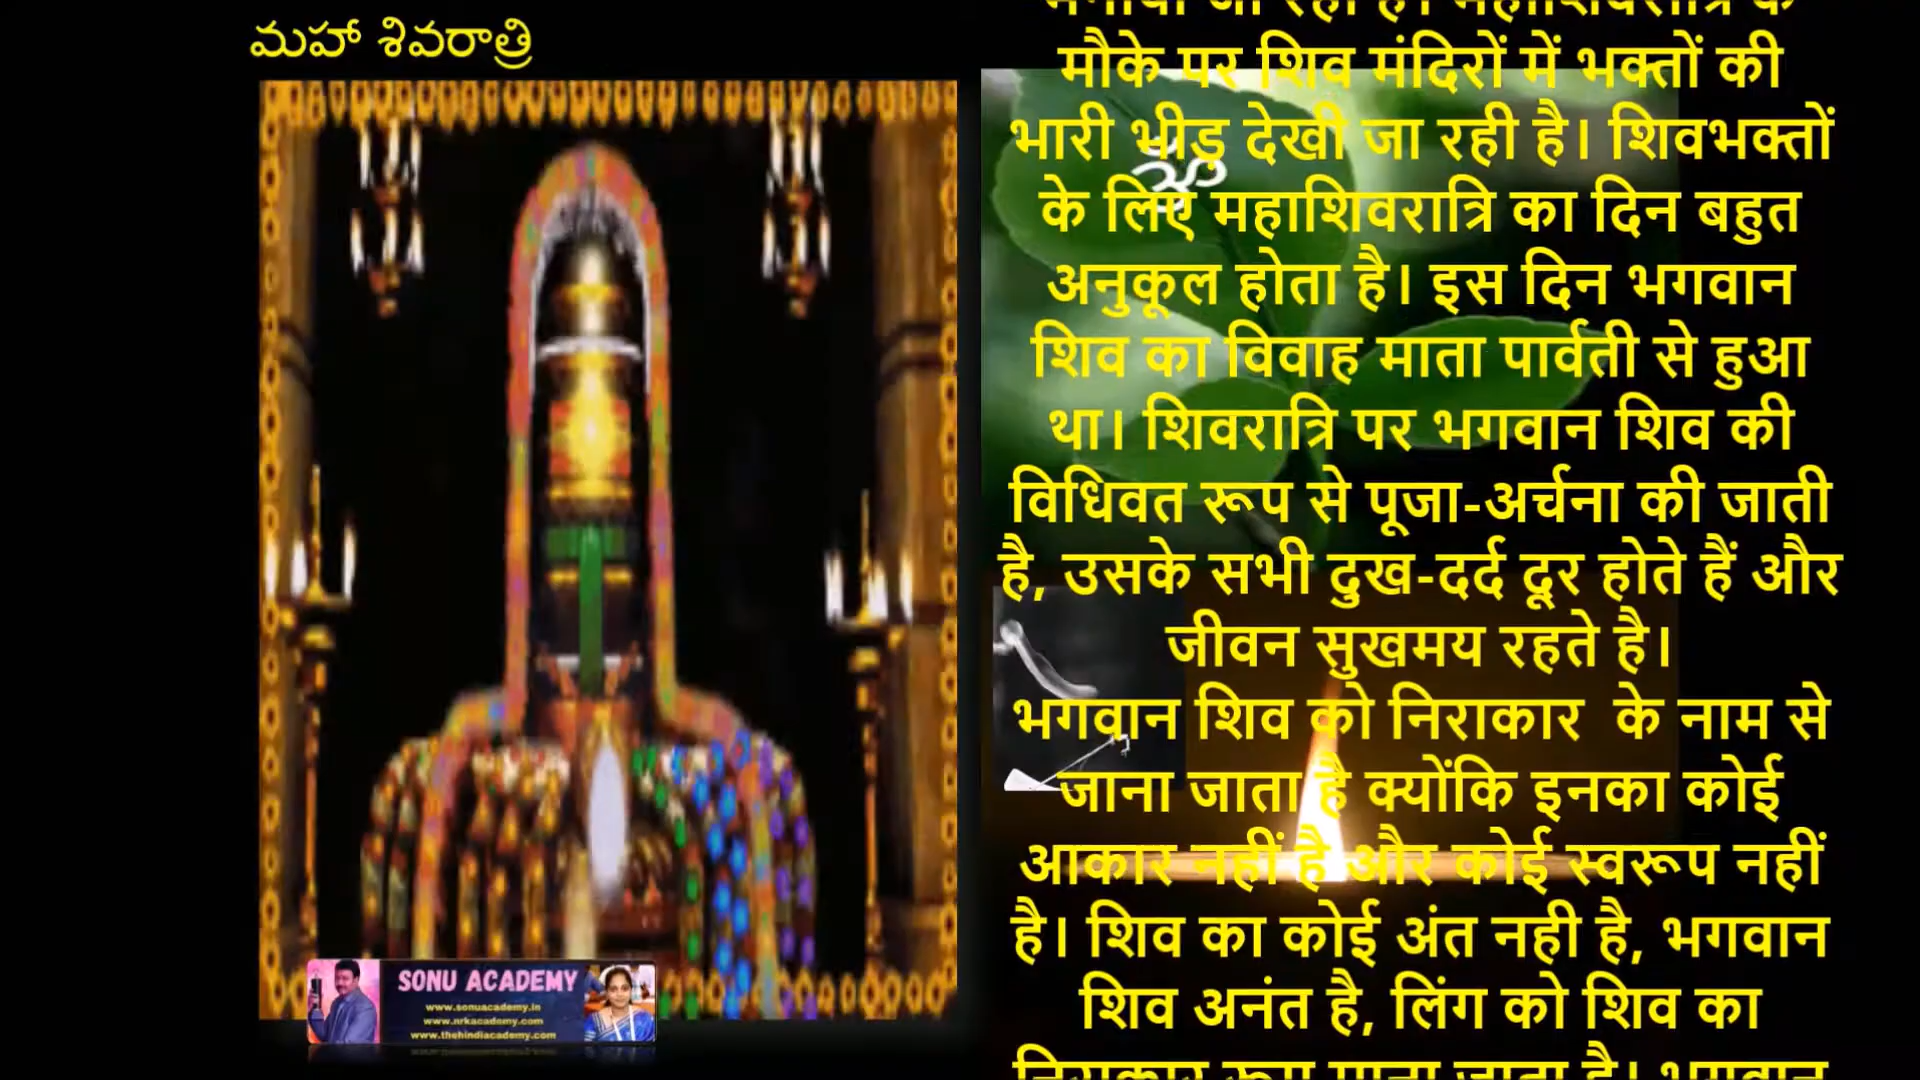 మహా శివరాత్రి
मौके पर शिव मंदिरों में भक्तों की
भारी भीड़ देखी जा रही है। शिवभक्तों
के लिए महाशिवरात्रि का दिन बहुत
अनुकूल होता है। इस दिन भगवान
शिव का विवाह माता पार्वती से हुआ
था। शिवरात्रि पर भगवान शिव की
विधिवत रूप से पूजा-अर्चना की जाती
है, उसके सभी दुख-दर्द दूर होते हैं और
जीवन सुखमय रहते है।
भगवान शिव को निराकार के नाम से
जाना जाता है क्योंकि इनका कोई
आकार नहीं है और कोई स्वरूप नहीं
है। शिव का कोई अंत नही है, भगवान
शिव अनंत है, लिंग को शिव का
ॐ
SONU ACADEMY
www.sonuacademy.in
www.nrkacademy.com
www.thehindiacademy.com